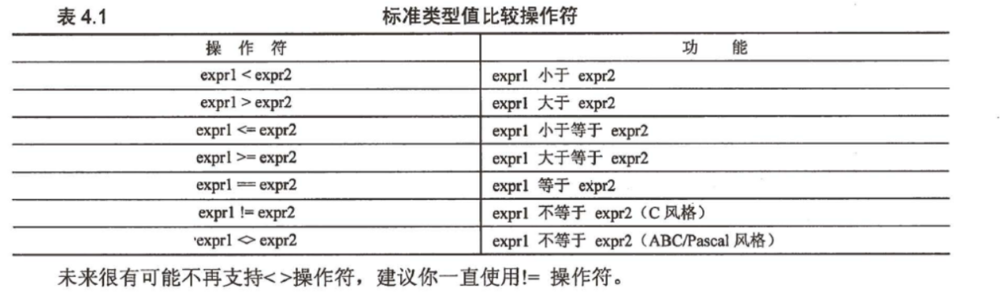 表 4.1 标准类型值比较操作符
操 作 符 功 能
expr1 < expr2 expr1 小于 expr2
expr1 > expr2 expr1 大于 expr2
expr1 <= expr2 expr1 小于等于 expr2
expr1 >= expr2 expr1 大于等于 expr2
expr1 == expr2 expr1 等于 expr2
expr1 != expr2 expr1 不等于 expr2（C 风格）
expr1 <> expr2 expr1 不等于 expr2（ABC/Pascal 风格）
未来很有可能不再支持< >操作符，建议你一直使用!= 操作符。